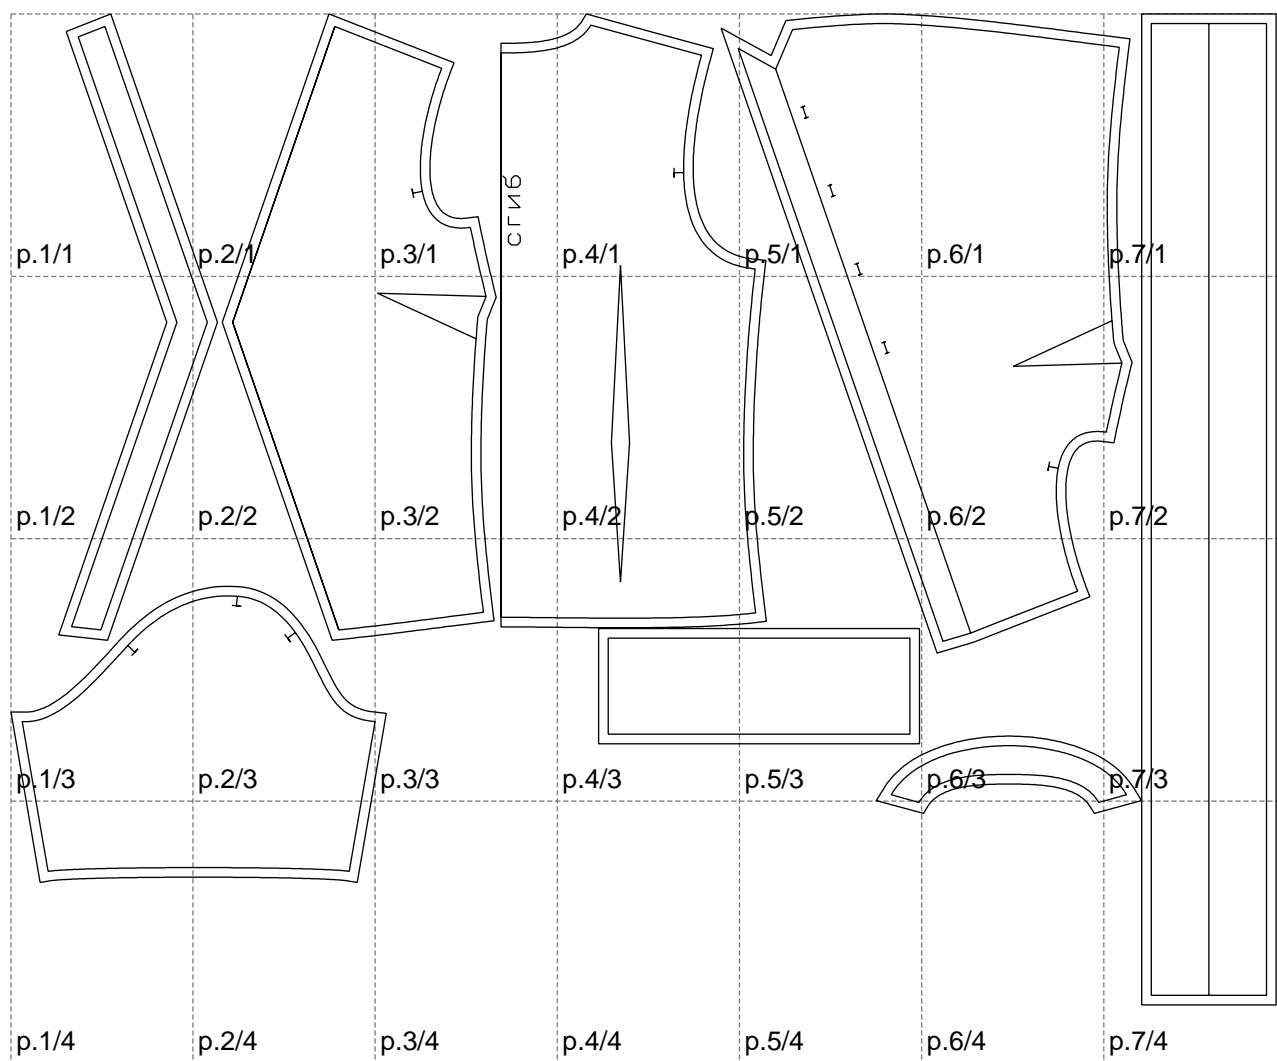 сгиб
p.1/1 p.2/1 p.3/1 p.4/1 p.5/1 p.6/1 p.7/1
p.1/2 p.2/2 p.3/2 p.4/2 p.5/2 p.6/2 p.7/2
p.1/3 p.2/3 p.3/3 p.4/3 p.5/3 p.6/3 p.7/3
p.1/4 p.2/4 p.3/4 p.4/4 p.5/4 p.6/4 p.7/4